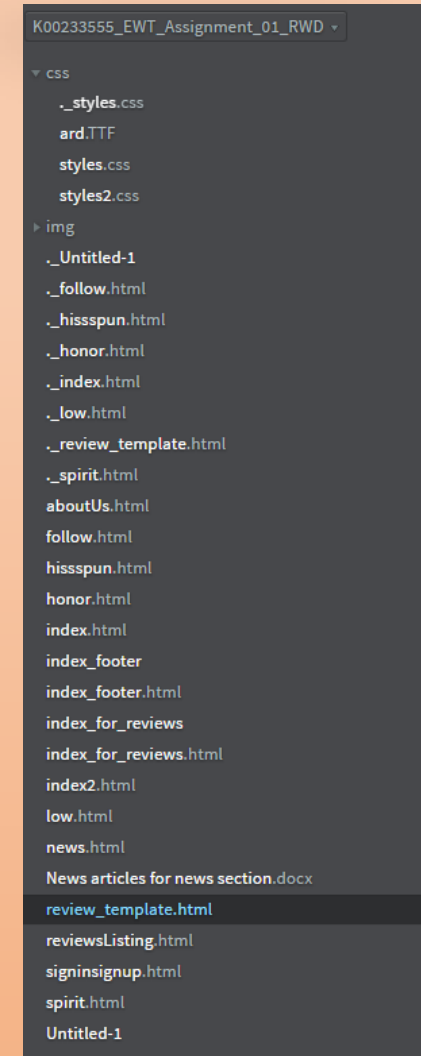 K00233555_EWT_Assignment_01_RWD
css
._styles.css
ard.TTF
styles.css
styles2.css
img
._Untitled-1
._follow.html
._hissspun.html
._honor.html
._index.html
._low.html
._review_template.html
._spirit.html
aboutUs.html
follow.html
hissspun.html
honor.html
index.html
index_footer
index_footer.html
index_for_reviews
index_for_reviews.html
index2.html
low.html
news.html
News articles for news section.docx
review_template.html
reviewsListing.html
signinsignup.html
spirit.html
Untitled-1